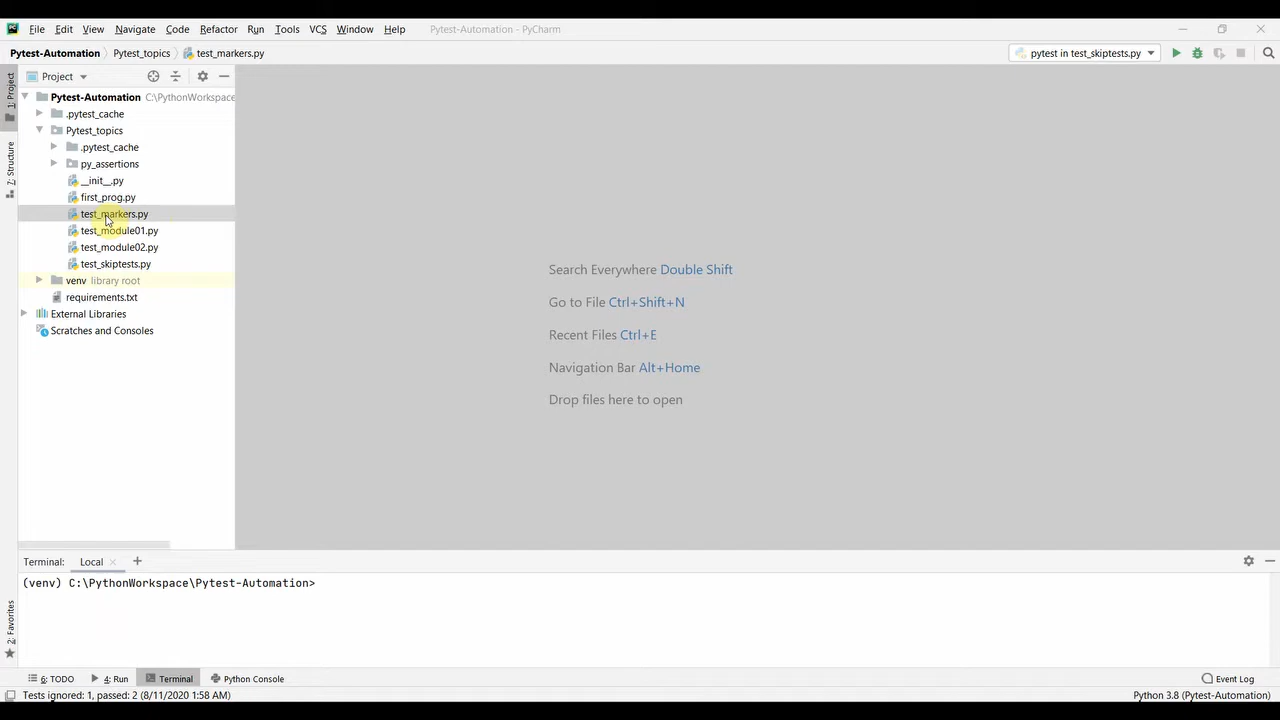 File Edit View Navigate Code Refactor Run Tools VCS Window Help Pytest-Automation - PyCharm
Pytest-Automation Pytest_topics test_markers.py pytest in test_skiptests.py
1: Project
7: Structure
2: Favorites
Project
Pytest-Automation C:\PythonWorkspace
.pytest_cache
Pytest_topics
.pytest_cache
py_assertions
__init__.py
first_prog.py
test_markers.py
test_module01.py
test_module02.py
test_skiptests.py
venv library root
requirements.txt
External Libraries
Scratches and Consoles
Search Everywhere Double Shift
Go to File Ctrl+Shift+N
Recent Files Ctrl+E
Navigation Bar Alt+Home
Drop files here to open
Terminal: Local
(venv) C:\PythonWorkspace\Pytest-Automation>
6: TODO 4: Run Terminal Python Console Event Log
Tests ignored: 1, passed: 2 (8/11/2020 1:58 AM) Python 3.8 (Pytest-Automation)